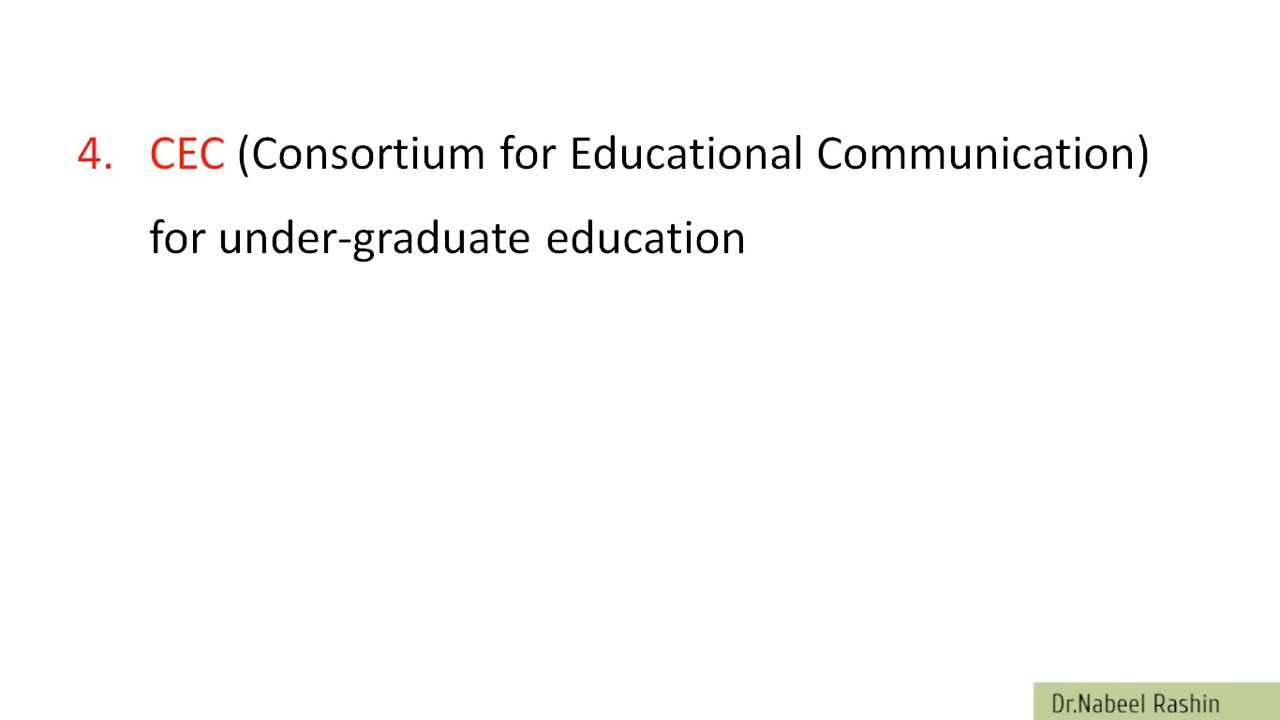 4. CEC (Consortium for Educational Communication)
for under-graduate education
Dr.Nabeel Rashin